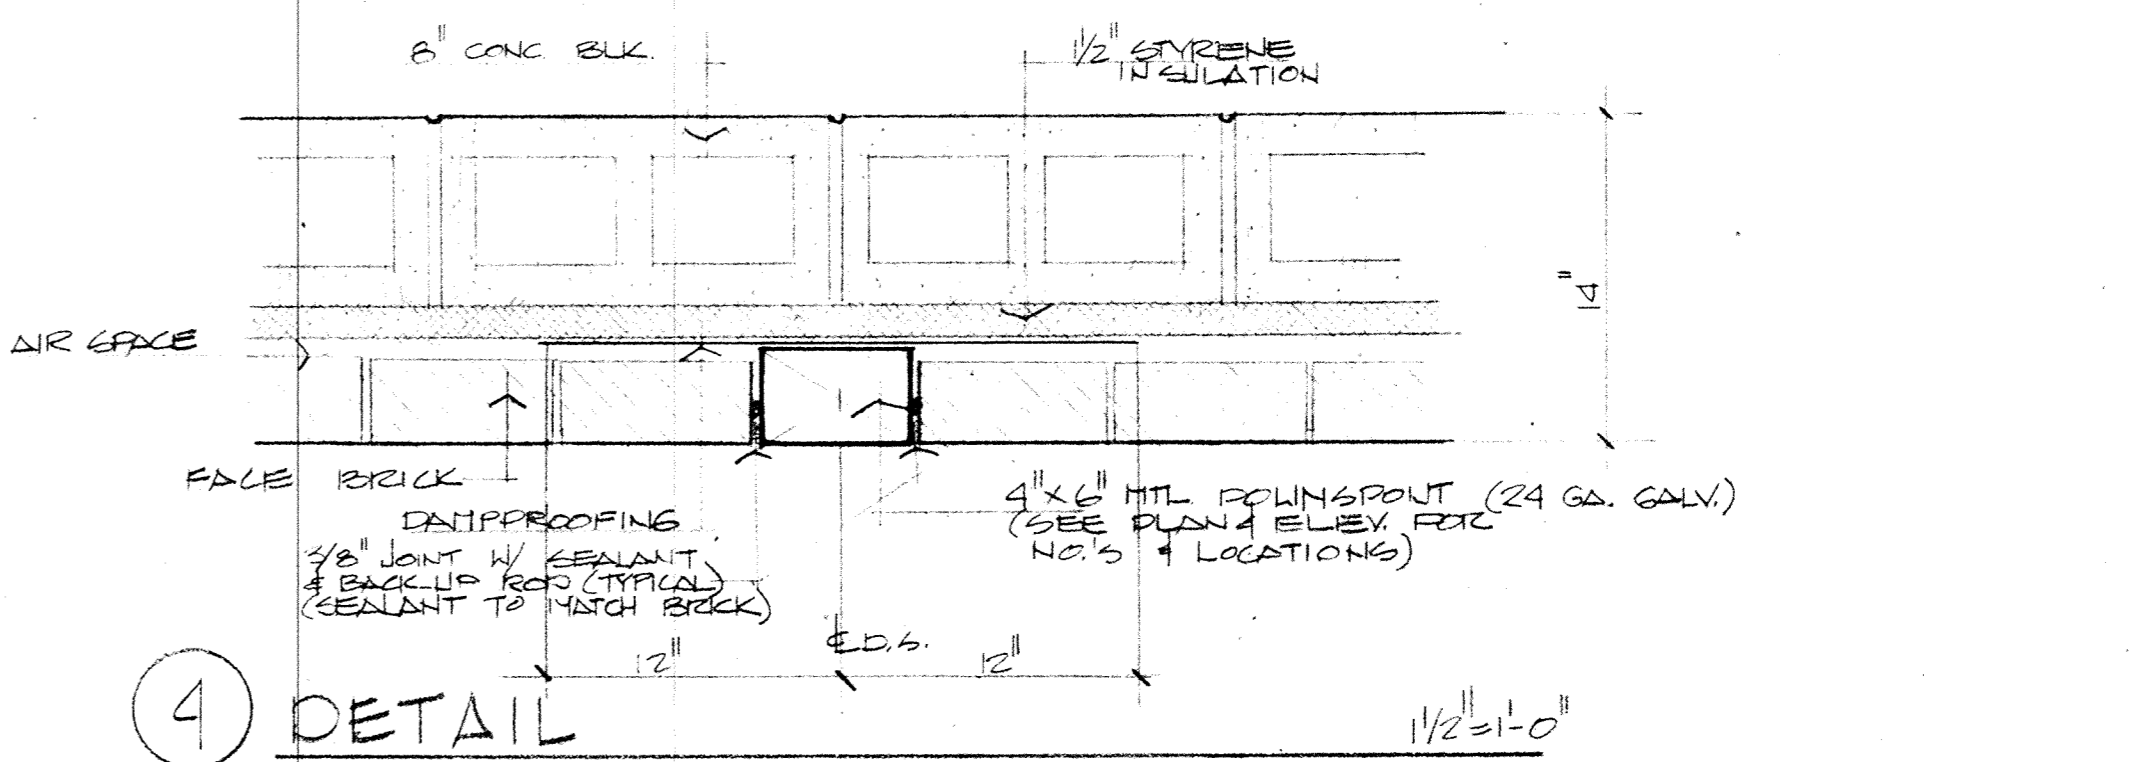 8" CONC BLK.
1 1/2" STYRENE
INSULATION
14"
AIR SPACE
FACE BRICK
DAMPPROOFING
3/8" JOINT W/ SEALANT
& BACK-UP ROD (TYPICAL)
(SEALANT TO MATCH BRICK)
4" X 6" MTL DOWNSPOUT (24 GA. GALV.)
(SEE PLAN & ELEV. FOR
NO.'S & LOCATIONS)
℄ D.S.
12" 12"
4 DETAIL
1 1/2" = 1'-0"